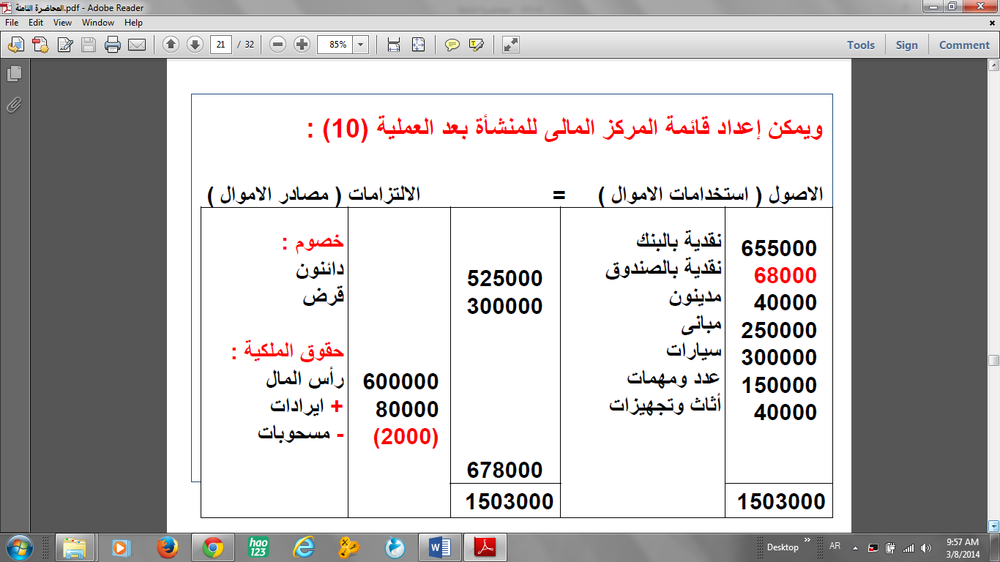 المحاضرة الثامنة.pdf - Adobe Reader
File Edit View Window Help
21 / 32 85% Tools Sign Comment
ويمكن إعداد قائمة المركز المالى للمنشأة بعد العملية (10) :
الاصول ( استخدامات الاموال ) = الالتزامات ( مصادر الاموال )
655000 نقدية بالبنك خصوم :
68000 نقدية بالصندوق 525000 دائنون
40000 مدينون 300000 قرض
250000 مبانى
300000 سيارات حقوق الملكية :
150000 عدد ومهمات 600000 رأس المال
40000 أثاث وتجهيزات 80000 + ايرادات
(2000) - مسحوبات
678000
1503000 1503000
hao123 Desktop » AR 9:57 AM
3/8/2014